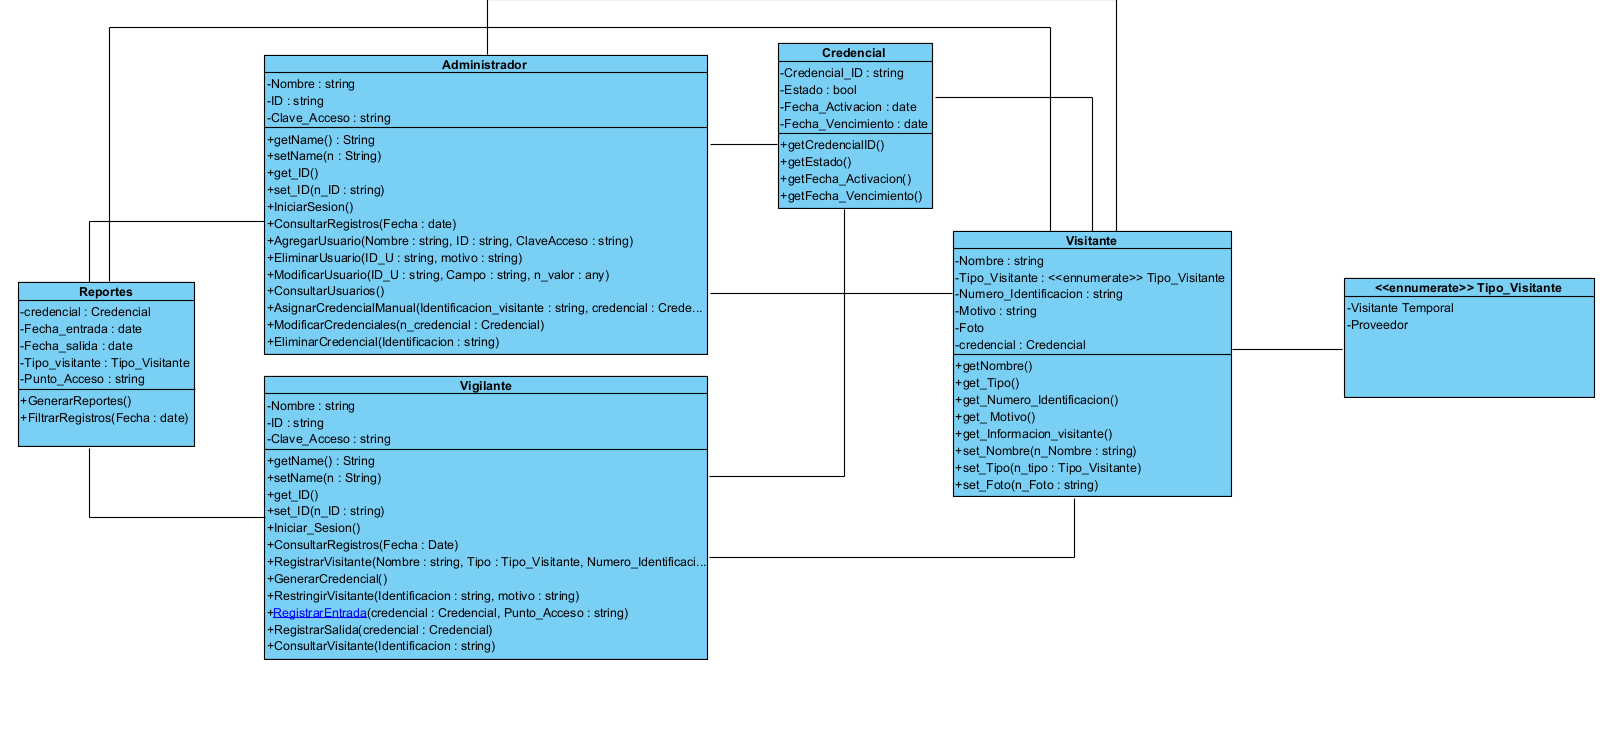 Administrador
-Nombre : string
-ID : string
-Clave_Acceso : string
+getName() : String
+setName(n : String)
+get_ID()
+set_ID(n_ID : string)
+IniciarSesion()
+ConsultarRegistros(Fecha : date)
+AgregarUsuario(Nombre : string, ID : string, ClaveAcceso : string)
+EliminarUsuario(ID_U : string, motivo : string)
+ModificarUsuario(ID_U : string, Campo : string, n_valor : any)
+ConsultarUsuarios()
+AsignarCredencialManual(Identificacion_visitante : string, credencial : Crede...
+ModificarCredenciales(n_credencial : Credencial)
+EliminarCredencial(Identificacion : string)
Credencial
-Credencial_ID : string
-Estado : bool
-Fecha_Activacion : date
-Fecha_Vencimiento : date
+getCredencialID()
+getEstado()
+getFecha_Activacion()
+getFecha_Vencimiento()
Visitante
-Nombre : string
-Tipo_Visitante : <<ennumerate>> Tipo_Visitante
-Numero_Identificacion : string
-Motivo : string
-Foto
-credencial : Credencial
+getNombre()
+get_Tipo()
+get_Numero_Identificacion()
+get_ Motivo()
+get_Informacion_visitante()
+set_Nombre(n_Nombre : string)
+set_Tipo(n_tipo : Tipo_Visitante)
+set_Foto(n_Foto : string)
<<ennumerate>> Tipo_Visitante
-Visitante Temporal
-Proveedor
Reportes
-credencial : Credencial
-Fecha_entrada : date
-Fecha_salida : date
-Tipo_visitante : Tipo_Visitante
-Punto_Acceso : string
+GenerarReportes()
+FiltrarRegistros(Fecha : date)
Vigilante
-Nombre : string
-ID : string
-Clave_Acceso : string
+getName() : String
+setName(n : String)
+get_ID()
+set_ID(n_ID : string)
+Iniciar_Sesion()
+ConsultarRegistros(Fecha : Date)
+RegistrarVisitante(Nombre : string, Tipo : Tipo_Visitante, Numero_Identificaci...
+GenerarCredencial()
+RestringirVisitante(Identificacion : string, motivo : string)
+RegistrarEntrada(credencial : Credencial, Punto_Acceso : string)
+RegistrarSalida(credencial : Credencial)
+ConsultarVisitante(Identificacion : string)